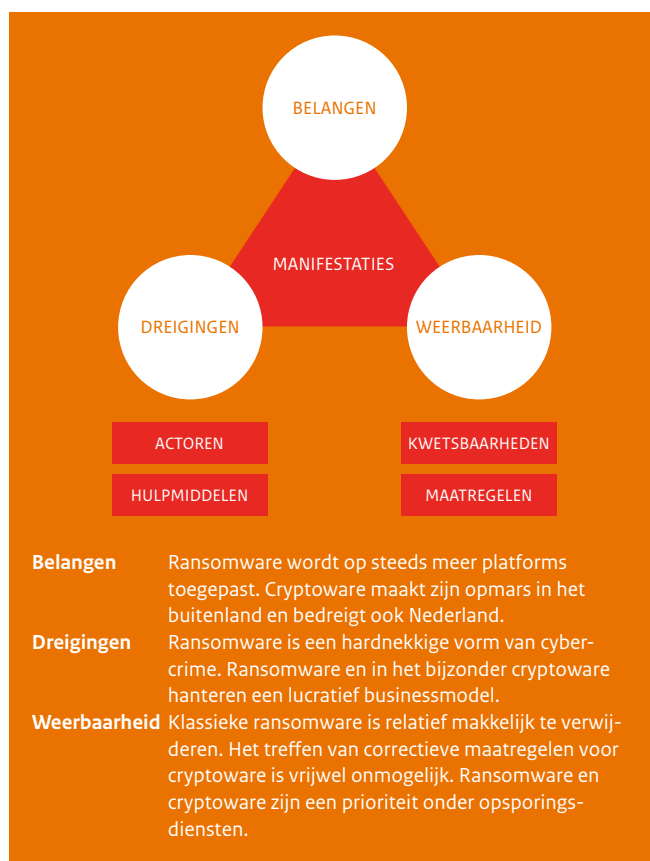 BELANGEN
MANIFESTATIES
DREIGINGEN
WEERBAARHEID
ACTOREN
KWETSBAARHEDEN
HULPMIDDELEN
MAATREGELEN
Belangen Ransomware wordt op steeds meer platforms
toegepast. Cryptoware maakt zijn opmars in het
buitenland en bedreigt ook Nederland.
Dreigingen Ransomware is een hardnekkige vorm van cyber-
crime. Ransomware en in het bijzonder cryptoware
hanteren een lucratief businessmodel.
Weerbaarheid Klassieke ransomware is relatief makkelijk te verwij-
deren. Het treffen van correctieve maatregelen voor
cryptoware is vrijwel onmogelijk. Ransomware en
cryptoware zijn een prioriteit onder opsporings-
diensten.